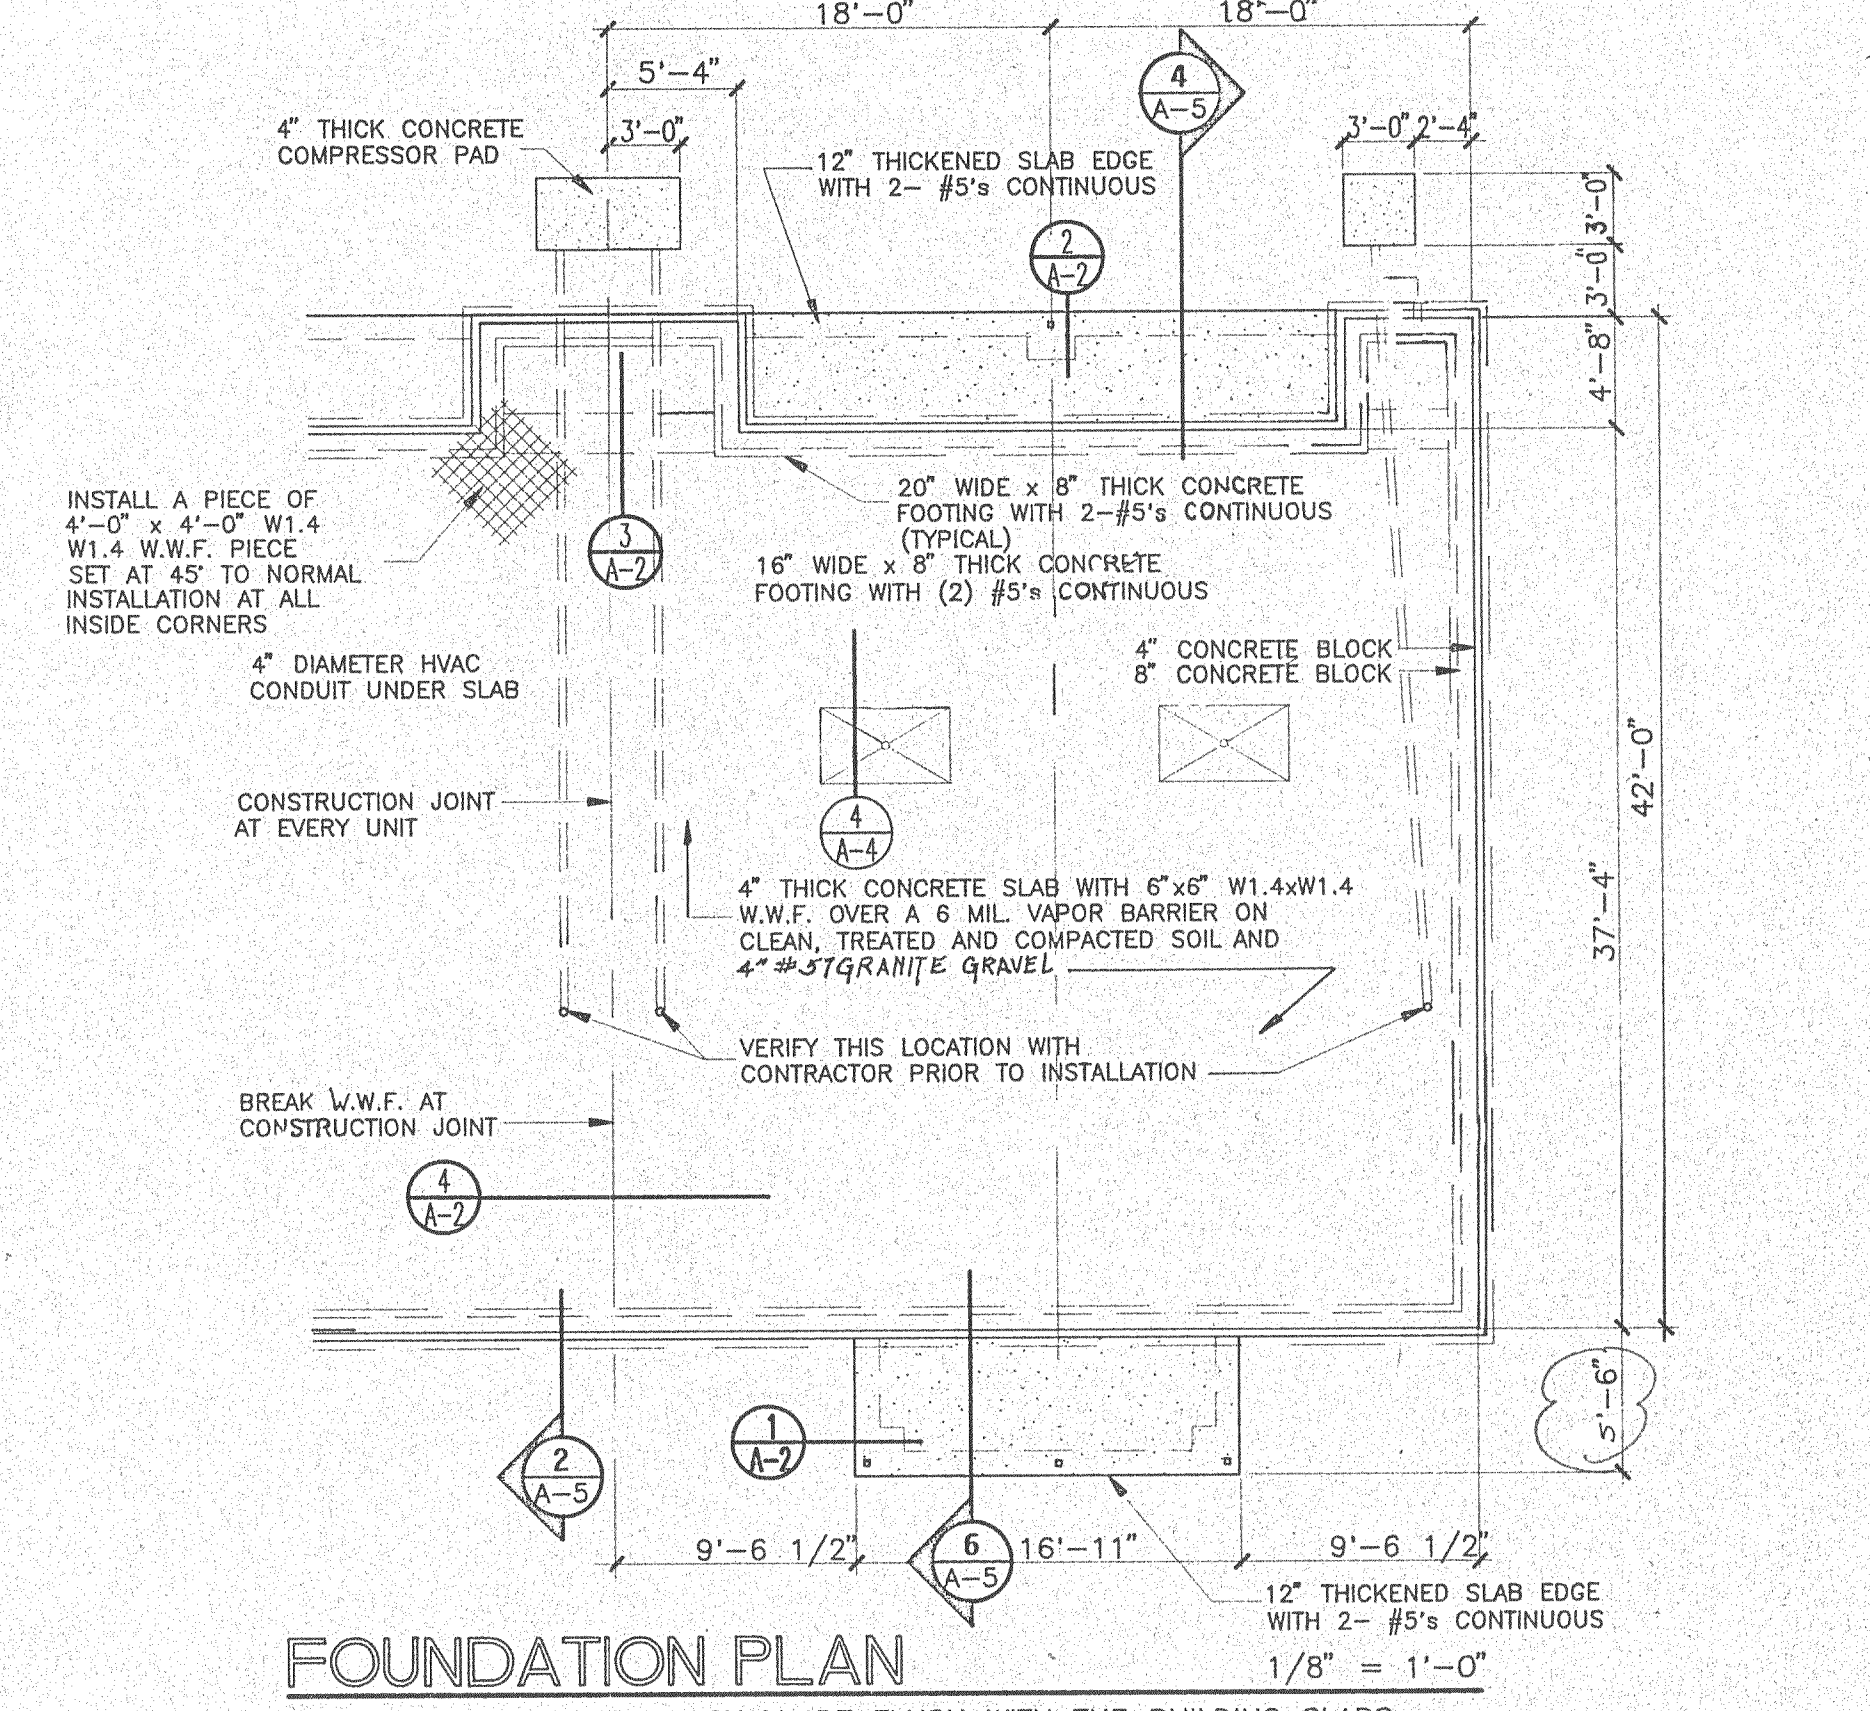 18'-0"
18'-0"
5'-4"
4
A-5
3'-0"
3'-0"
2'-4"
4" THICK CONCRETE
COMPRESSOR PAD
12" THICKENED SLAB EDGE
WITH 2- #5's CONTINUOUS
3'-0"
2
A-2
3'-0"
4'-8"
20" WIDE x 8" THICK CONCRETE
FOOTING WITH 2-#5's CONTINUOUS
(TYPICAL)
16" WIDE x 8" THICK CONCRETE
FOOTING WITH (2) #5's CONTINUOUS
INSTALL A PIECE OF
4'-0" x 4'-0" W1.4
W1.4 W.W.F. PIECE
SET AT 45' TO NORMAL
INSTALLATION AT ALL
INSIDE CORNERS
3
A-2
4" DIAMETER HVAC
CONDUIT UNDER SLAB
4" CONCRETE BLOCK
8" CONCRETE BLOCK
42'-0"
CONSTRUCTION JOINT
AT EVERY UNIT
4
A-4
37'-4"
4" THICK CONCRETE SLAB WITH 6"x6" W1.4xW1.4
W.W.F. OVER A 6 MIL. VAPOR BARRIER ON
CLEAN, TREATED AND COMPACTED SOIL AND
4" #57 GRANITE GRAVEL
VERIFY THIS LOCATION WITH
CONTRACTOR PRIOR TO INSTALLATION
BREAK W.W.F. AT
CONSTRUCTION JOINT
4
A-2
5'-6"
1
A-2
2
A-5
9'-6 1/2"
6
A-5
16'-11"
9'-6 1/2"
12" THICKENED SLAB EDGE
WITH 2- #5's CONTINUOUS
FOUNDATION PLAN
1/8" = 1'-0"